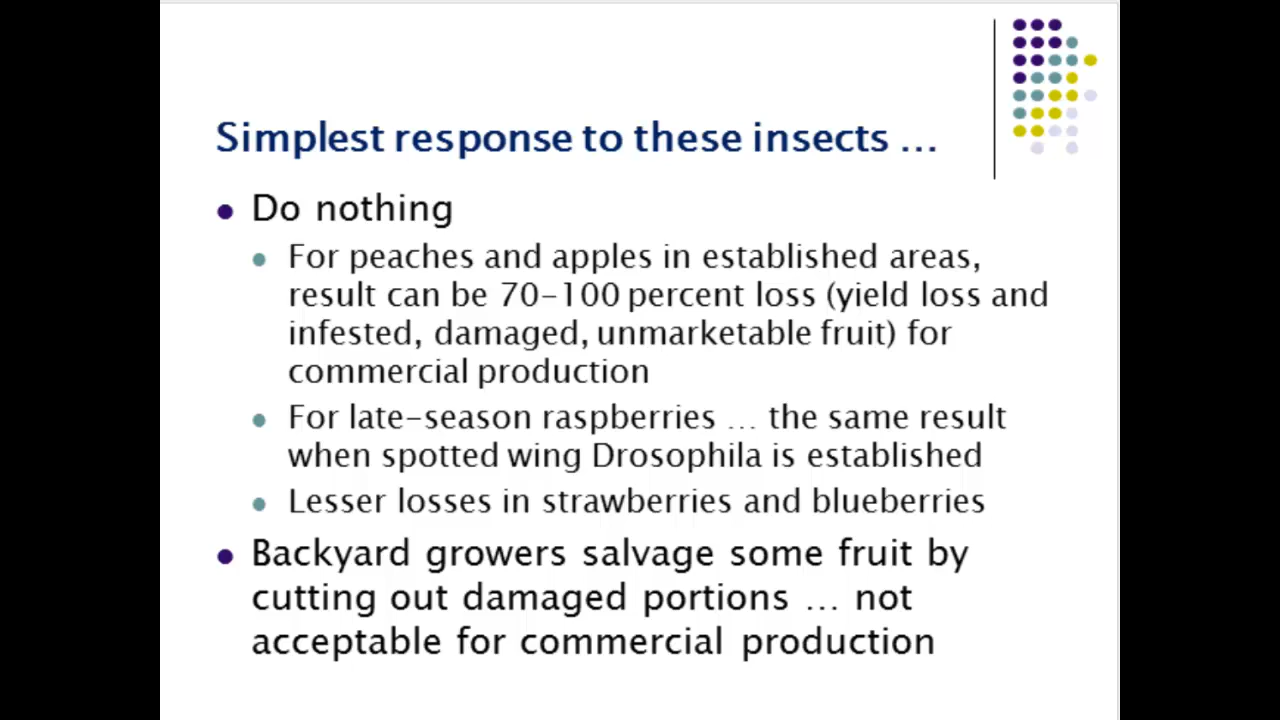 Simplest response to these insects ...
Do nothing
For peaches and apples in established areas,
result can be 70-100 percent loss (yield loss and
infested, damaged, unmarketable fruit) for
commercial production
For late-season raspberries ... the same result
when spotted wing Drosophila is established
Lesser losses in strawberries and blueberries
Backyard growers salvage some fruit by
cutting out damaged portions ... not
acceptable for commercial production